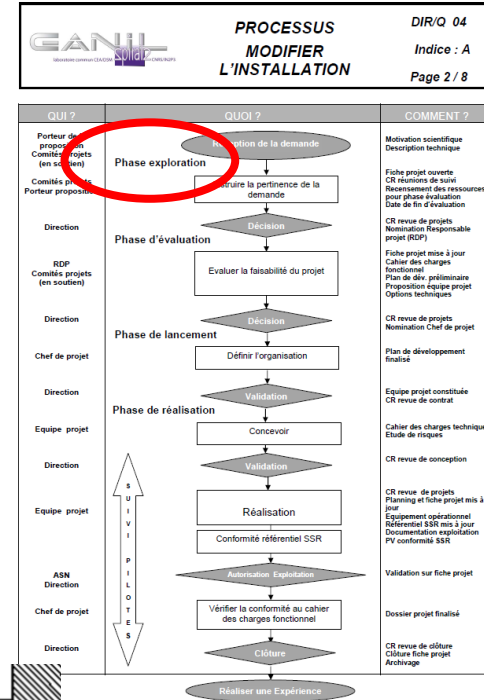 GANIL
spiral2
laboratoire commun CEA/DSM
CNRS/IN2P3
PROCESSUS
MODIFIER
L'INSTALLATION
DIR/Q 04
Indice : A
Page 2 / 8
QUI ?
QUOI ?
COMMENT ?
Porteur de
proposition
Comités projets
(en soutien)
Phase exploration
de la demande
Motivation scientifique
Description technique
Comités projets
Porteur proposition
la pertinence de la
demande
Fiche projet ouverte
CR réunions de suivi
Recensement des ressources
pour phase évaluation
Date de fin d'évaluation
Direction
Décision
CR revue de projets
Nomination Responsable
projet (RDP)
Phase d'évaluation
RDP
Comités projets
(en soutien)
Evaluer la faisabilité du projet
Fiche projet mise à jour
Cahier des charges
fonctionnel
Plan de dév. préliminaire
Proposition équipe projet
Options techniques
Direction
Décision
CR revue de projets
Nomination Chef de projet
Phase de lancement
Chef de projet
Définir l'organisation
Plan de développement
finalisé
Direction
Validation
Equipe projet constituée
CR revue de contrat
Phase de réalisation
Equipe projet
Concevoir
Cahier des charges technique
Etude de risques
Direction
Validation
CR revue de conception
SUIVI PILOTES
Equipe projet
Réalisation
Conformité référentiel SSR
CR revue de projets
Planning et fiche projet mis à
jour
Equipement opérationnel
Référentiel SSR mis à jour
Documentation exploitation
PV conformité SSR
ASN
Direction
Autorisation Exploitation
Validation sur fiche projet
Chef de projet
Vérifier la conformité au cahier
des charges fonctionnel
Dossier projet finalisé
Direction
Clôture
CR revue de clôture
Clôture fiche projet
Archivage
Réaliser une Expérience